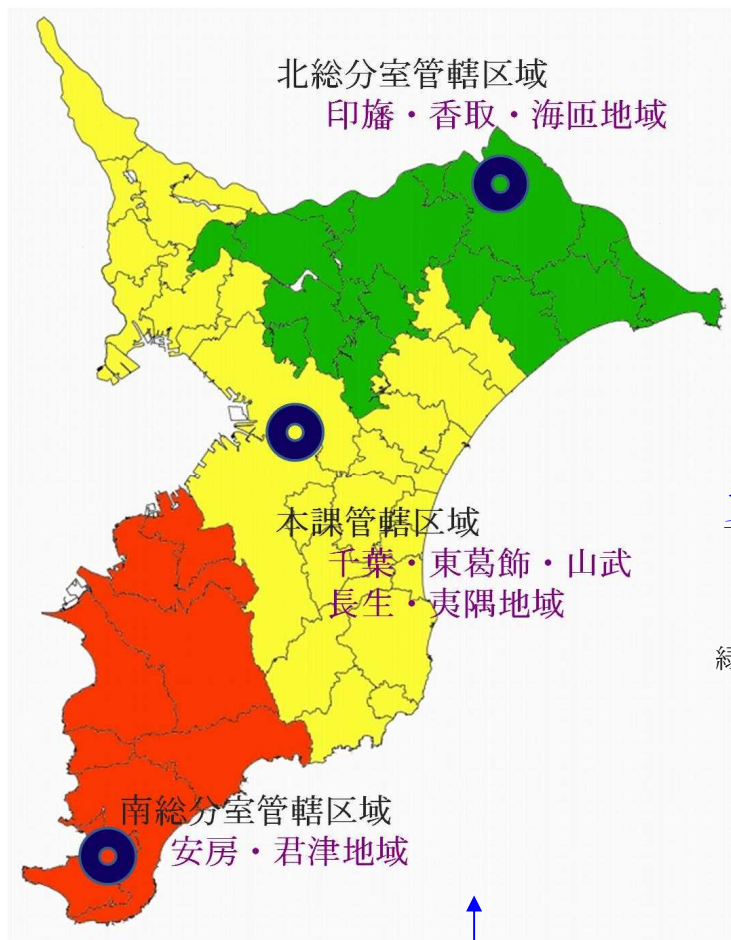 北総分室管轄区域
印旛・香取・海匝地域
本課管轄区域
千葉・東葛飾・山武
長生・夷隅地域
南総分室管轄区域
安房・君津地域